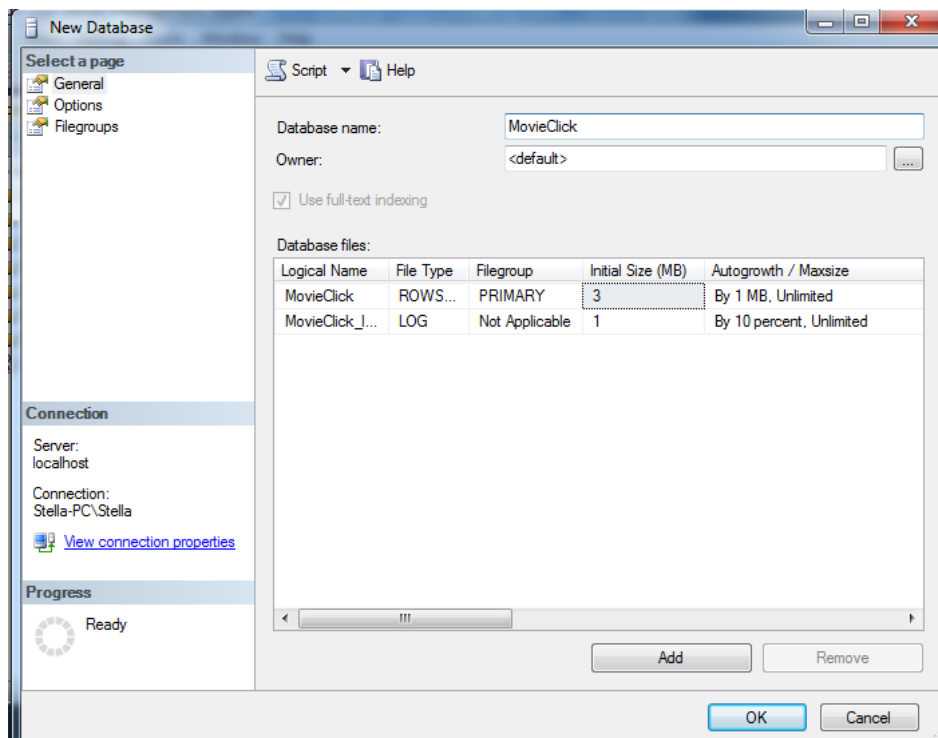 New Database
Select a page
General
Options
Filegroups
Script
Help
Database name:
MovieClick
Owner:
<default>
...
Use full-text indexing
Database files:
Logical Name File Type Filegroup Initial Size (MB) Autogrowth / Maxsize
MovieClick ROWS... PRIMARY 3 By 1 MB, Unlimited
MovieClick_l... LOG Not Applicable 1 By 10 percent, Unlimited
Connection
Server:
localhost
Connection:
Stella-PC\Stella
View connection properties
Progress
Ready
Add Remove
OK Cancel